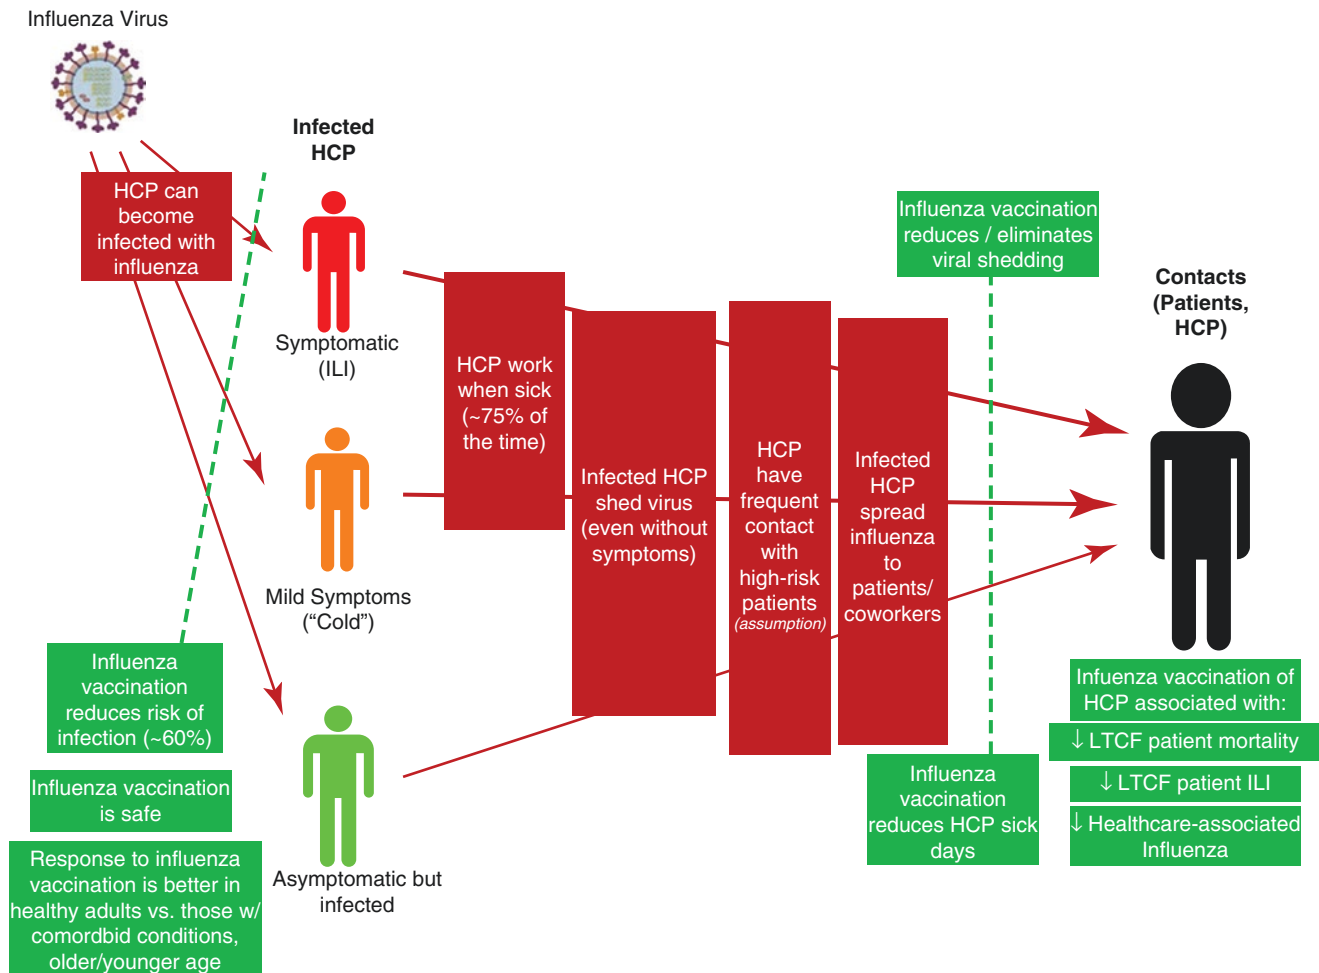 Influenza Virus
HCP can
become
infected with
influenza
Infected
HCP
Symptomatic
(ILI)
Mild Symptoms
(“Cold”)
Asymptomatic but
infected
Influenza
vaccination
reduces risk of
infection (~60%)
Influenza vaccination
is safe
Response to influenza
vaccination is better in
healthy adults vs. those w/
comordbid conditions,
older/younger age
HCP work
when sick
(~75% of
the time)
Infected HCP
shed virus
(even without
symptoms)
HCP
have
frequent
contact
with
high-risk
patients
(assumption)
Infected
HCP
spread
influenza
to
patients/
coworkers
Influenza vaccination
reduces / eliminates
viral shedding
Influenza
vaccination
reduces HCP sick
days
Contacts
(Patients,
HCP)
Infuenza vaccination of
HCP associated with:
↓ LTCF patient mortality
↓ LTCF patient ILI
↓ Healthcare-associated
Influenza